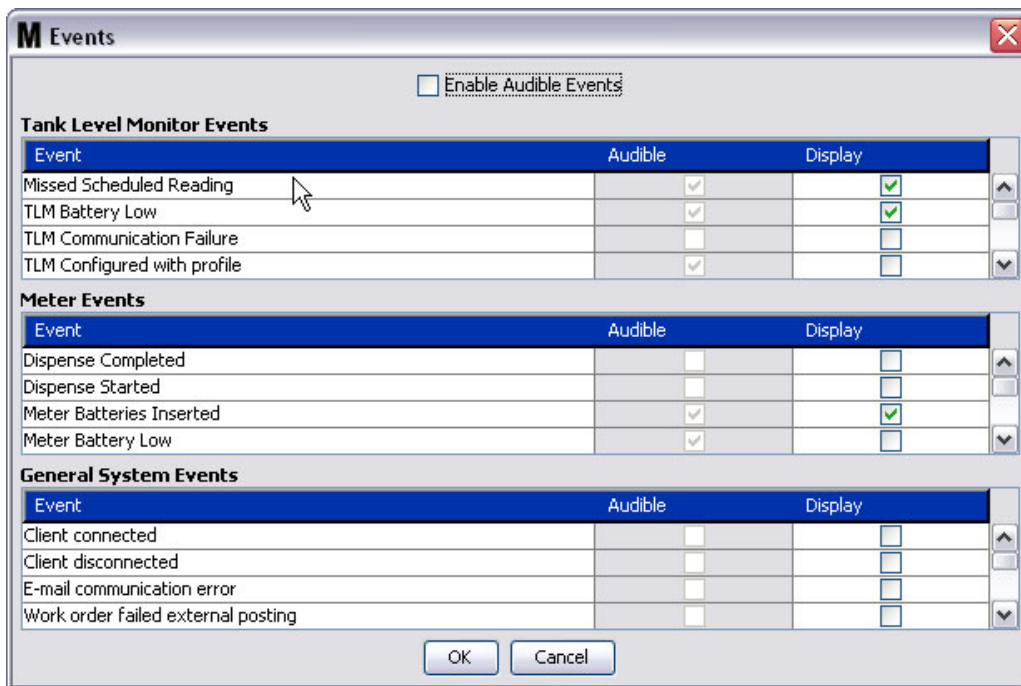 M Events
Enable Audible Events
Tank Level Monitor Events
Event Audible Display
Missed Scheduled Reading
TLM Battery Low
TLM Communication Failure
TLM Configured with profile
Meter Events
Event Audible Display
Dispense Completed
Dispense Started
Meter Batteries Inserted
Meter Battery Low
General System Events
Event Audible Display
Client connected
Client disconnected
E-mail communication error
Work order failed external posting
OK Cancel